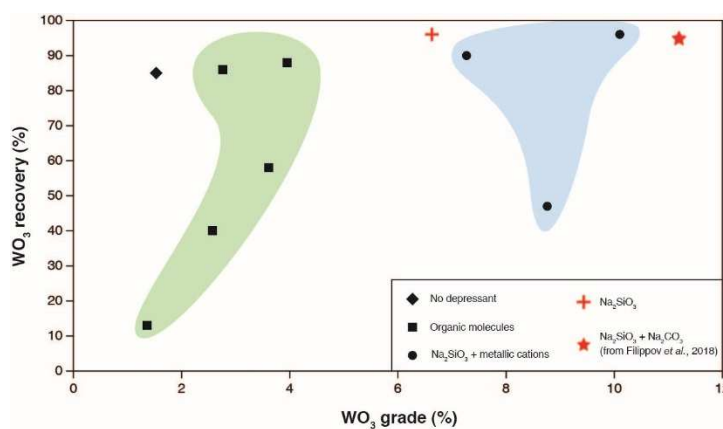 100
90
80
70
60
50
40
30
20
10
0
WO₃ recovery (%)
No depressant
Organic molecules
Na₂SiO₃ + metallic cations
Na₂SiO₃
Na₂SiO₃ + Na₂CO₃
(from Filippov et al., 2018)
0 2 4 6 8 10 12
WO₃ grade (%)